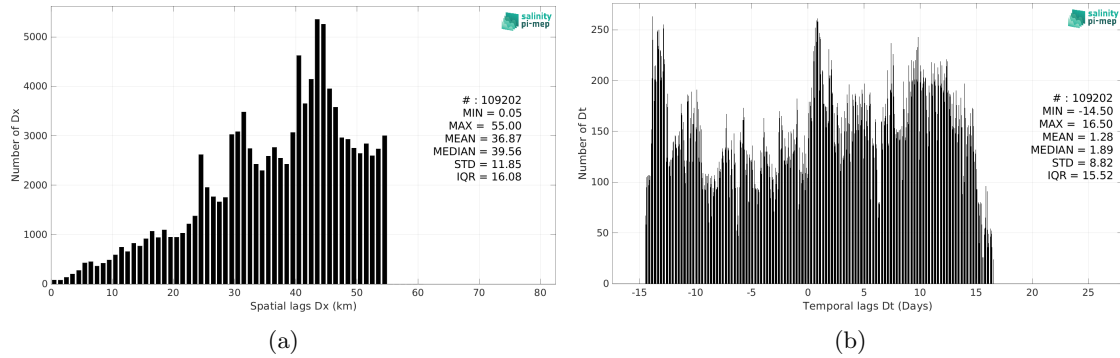 salinity
pi-mep
Number of Dx
5000
4000
3000
2000
1000
0
# : 109202
MIN = 0.05
MAX = 55.00
MEAN = 36.87
MEDIAN = 39.56
STD = 11.85
IQR = 16.08
0 10 20 30 40 50 60 70 80
Spatial lags Dx (km)
(a)
salinity
pi-mep
Number of Dt
250
200
150
100
50
0
# : 109202
MIN = -14.50
MAX = 16.50
MEAN = 1.28
MEDIAN = 1.89
STD = 8.82
IQR = 15.52
-15 -10 -5 0 5 10 15 20 25
Temporal lags Dt (Days)
(b)